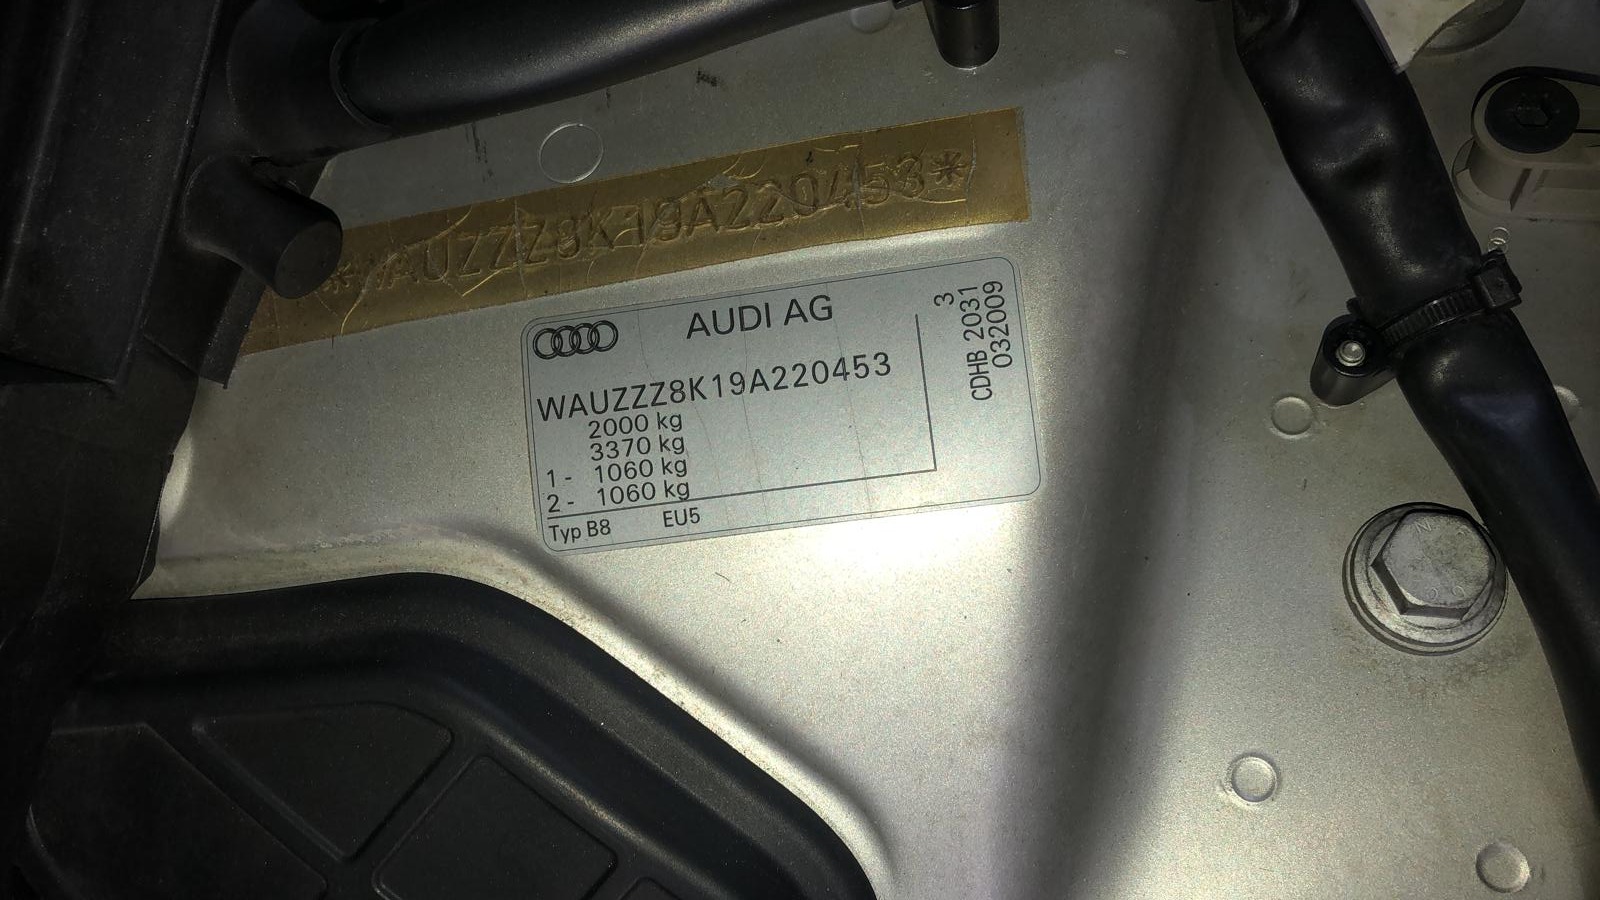 *WAUZZZ8K19A220453*
AUDI AG
WAUZZZ8K19A220453
2000 kg
3370 kg
1 - 1060 kg
2 - 1060 kg
Typ B8 EU5
3
CDHB 2031
032009